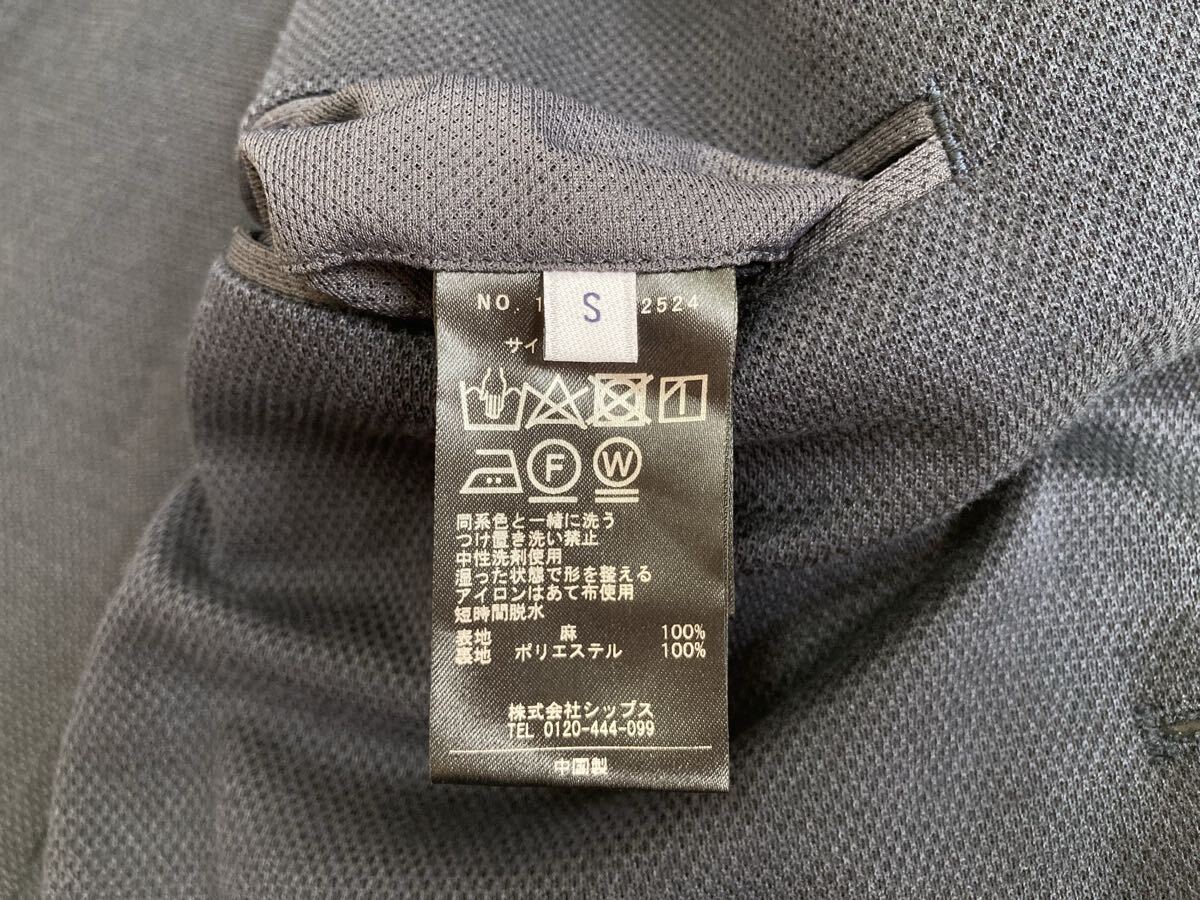 NO. 1 2524
S
サイ
F W
同系色と一緒に洗う
つけ置き洗い禁止
中性洗剤使用
湿った状態で形を整える
アイロンはあて布使用
短時間脱水
表地 麻 100%
裏地 ポリエステル 100%
株式会社シップス
TEL 0120-444-099
中国製